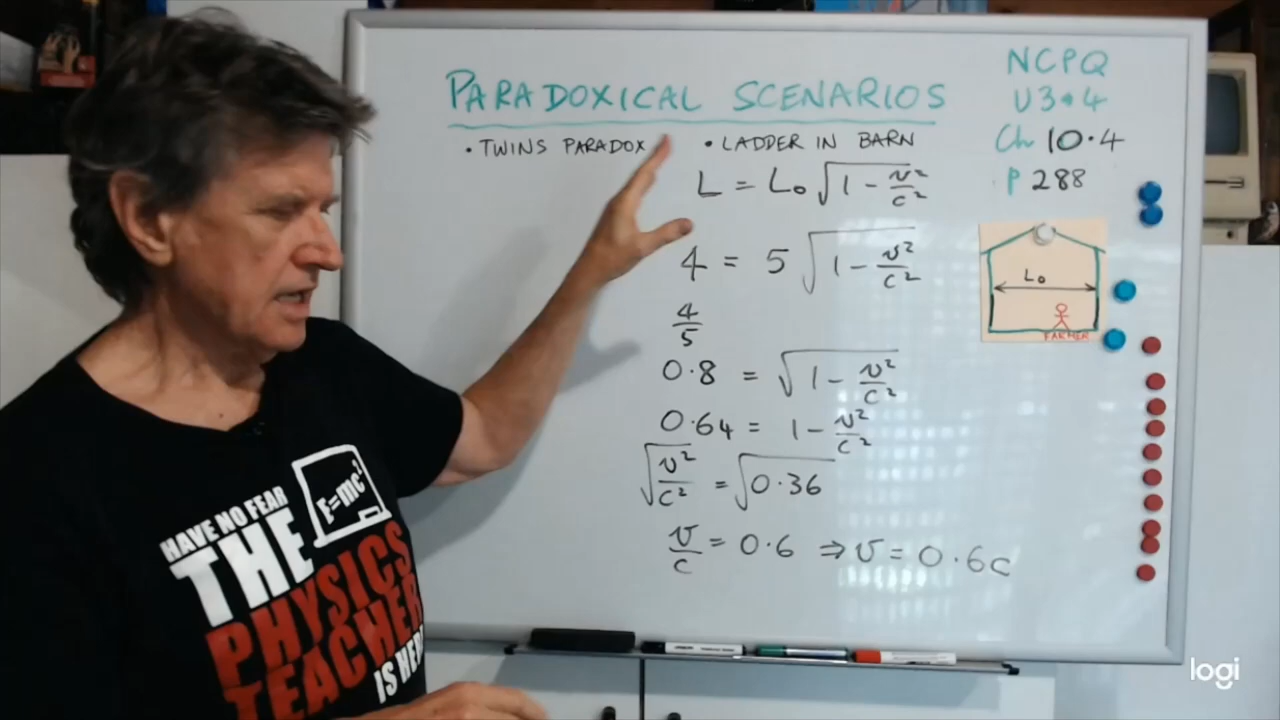 PARADOXICAL SCENARIOS
• TWINS PARADOX • LADDER IN BARN
L = L₀ √(1 - v²/c²)
4 = 5 √(1 - v²/c²)
4/5
0.8 = √(1 - v²/c²)
0.64 = 1 - v²/c²
√(v²/c²) = √0.36
v/c = 0.6 ⇒ v = 0.6c
NCPQ
U3•4
Ch 10.4
P 288
L₀
FARMER
HAVE NO FEAR
THE
E=mc²
PHYSICS
TEACHER
IS HE
logi